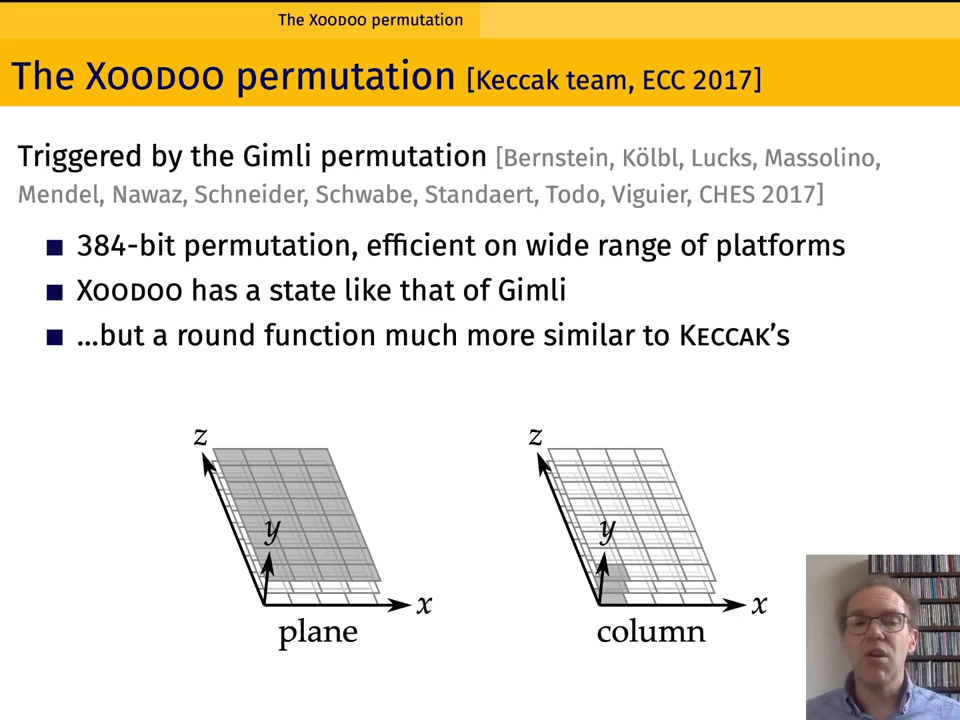 The Xoodoo permutation
The Xoodoo permutation [Keccak team, ECC 2017]
Triggered by the Gimli permutation [Bernstein, Kölbl, Lucks, Massolino,
Mendel, Nawaz, Schneider, Schwabe, Standaert, Todo, Viguier, CHES 2017]
■ 384-bit permutation, efficient on wide range of platforms
■ Xoodoo has a state like that of Gimli
■ ...but a round function much more similar to Keccak's
z
y
x
plane
z
y
x
column